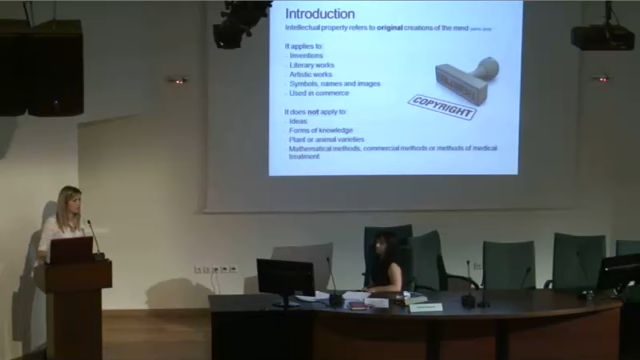 Introduction
Intellectual property refers to original creations of the mind
It applies to:
- Inventions
- Literary works
- Artistic works
- Symbols, names and images
- Used in commerce
COPYRIGHT
It does not apply to:
- Ideas
- Forms of knowledge
- Plant or animal varieties
- Mathematical methods, commercial methods or methods of medical
treatment